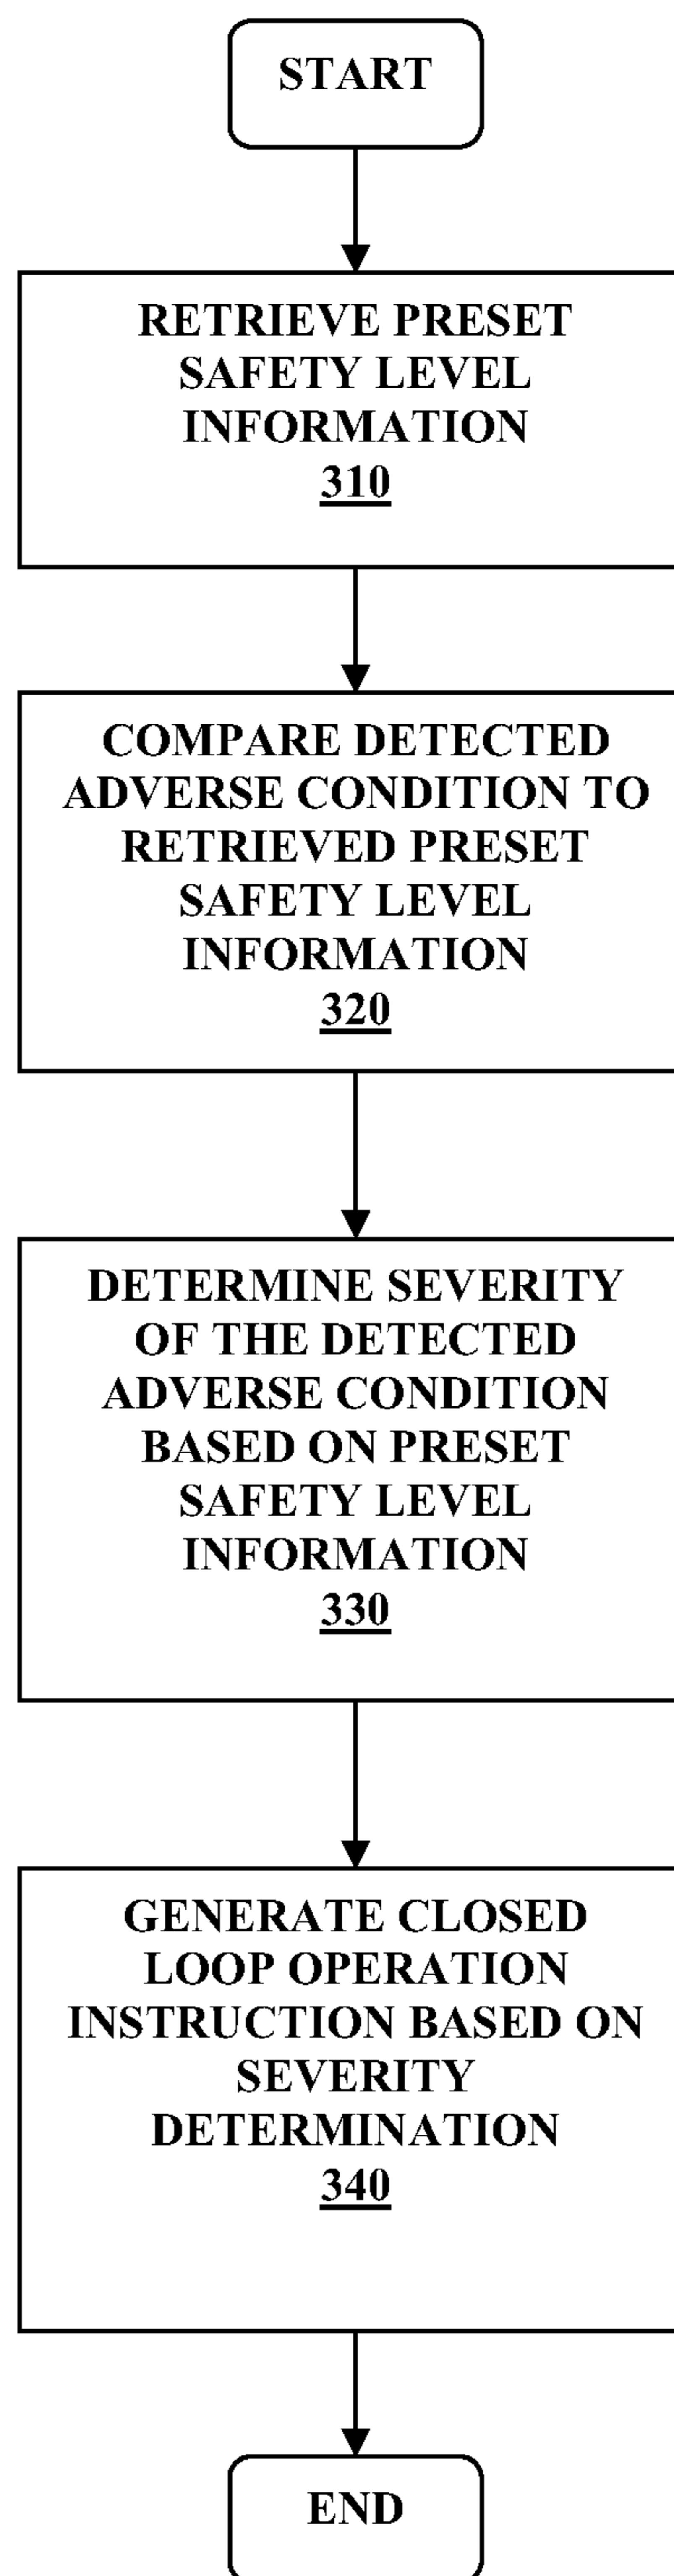 START
RETRIEVE PRESET
SAFETY LEVEL
INFORMATION
310
COMPARE DETECTED
ADVERSE CONDITION TO
RETRIEVED PRESET
SAFETY LEVEL
INFORMATION
320
DETERMINE SEVERITY
OF THE DETECTED
ADVERSE CONDITION
BASED ON PRESET
SAFETY LEVEL
INFORMATION
330
GENERATE CLOSED
LOOP OPERATION
INSTRUCTION BASED ON
SEVERITY
DETERMINATION
340
END